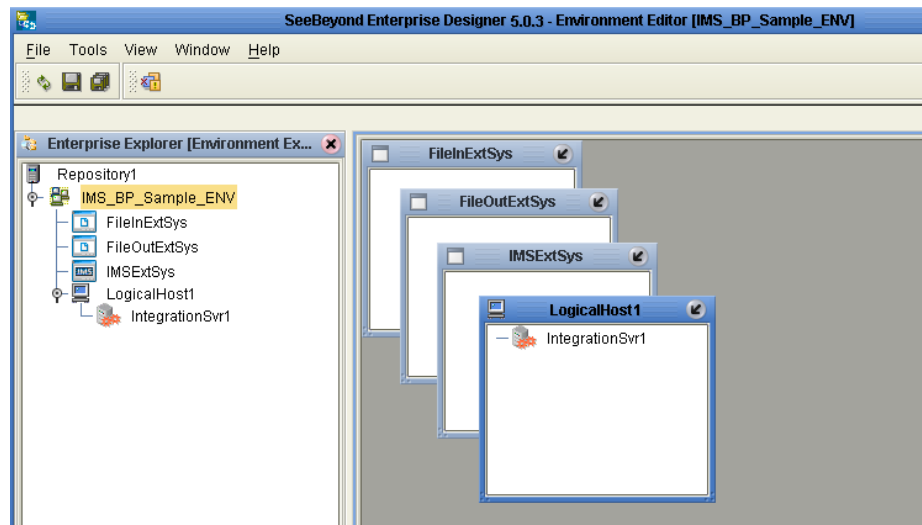 SeeBeyond Enterprise Designer 5.0.3 - Environment Editor [IMS_BP_Sample_ENV]
File Tools View Window Help
Enterprise Explorer [Environment Ex...
Repository1
IMS_BP_Sample_ENV
FileInExtSys
FileOutExtSys
IMS IMSExtSys
LogicalHost1
IntegrationSvr1
FileInExtSys
FileOutExtSys
IMSExtSys
LogicalHost1
IntegrationSvr1